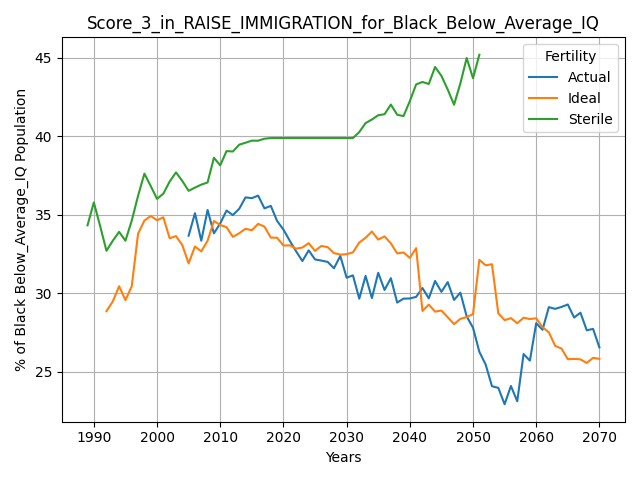 Score_3_in_RAISE_IMMIGRATION_for_Black_Below_Average_IQ
Fertility
Actual
Ideal
Sterile
% of Black Below_Average_IQ Population
45
40
35
30
25
1990 2000 2010 2020 2030 2040 2050 2060 2070
Years